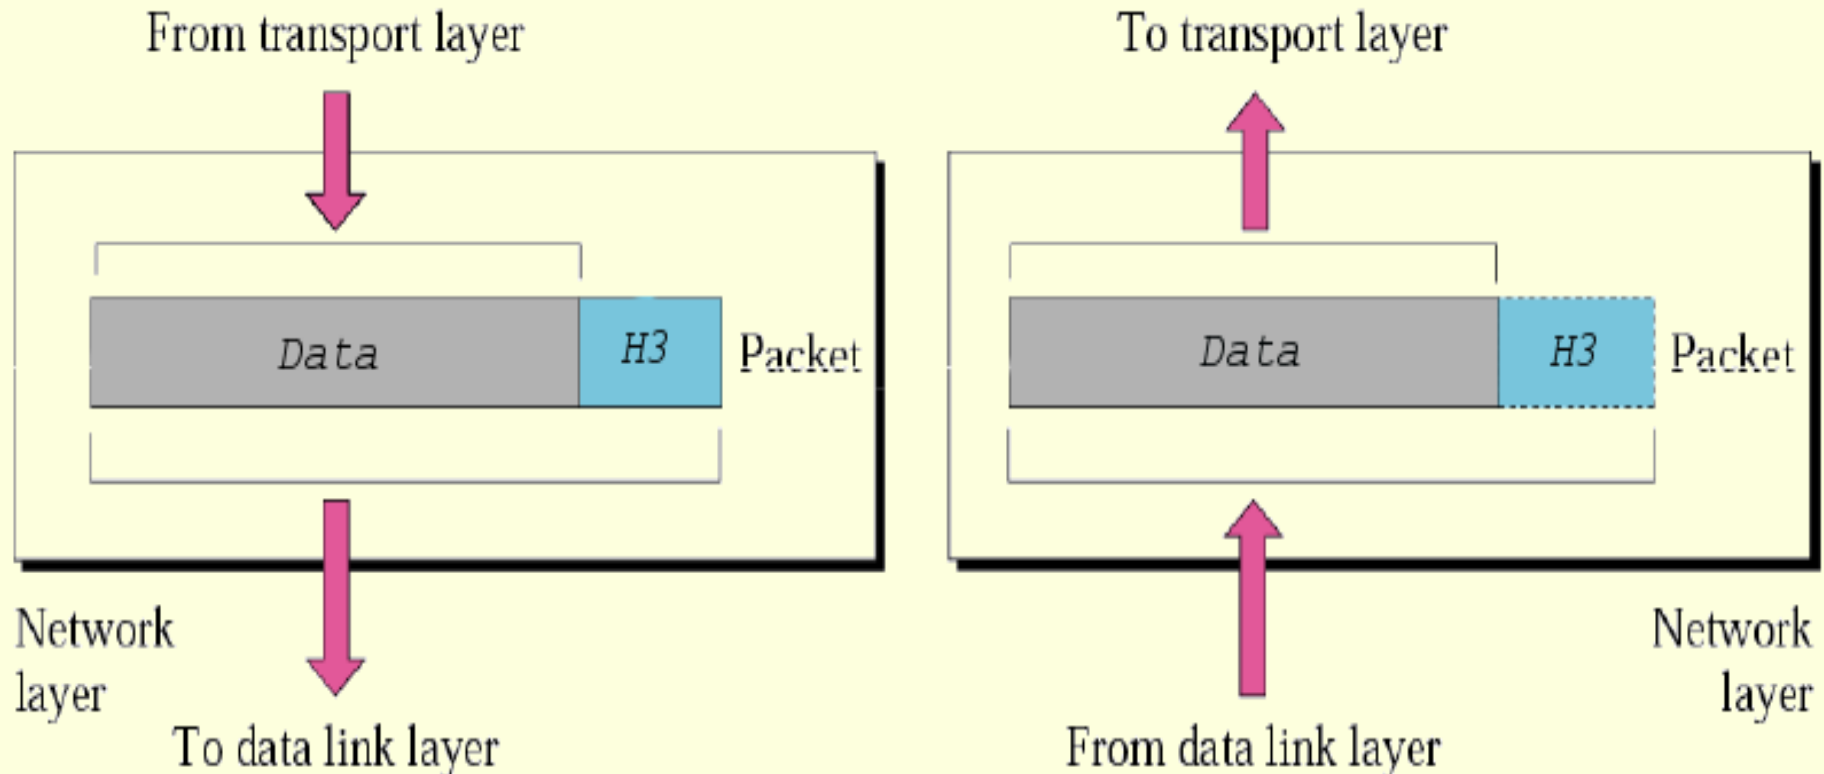 From transport layer
Data
H3
Packet
Network
layer
To data link layer
To transport layer
Data
H3
Packet
Network
layer
From data link layer